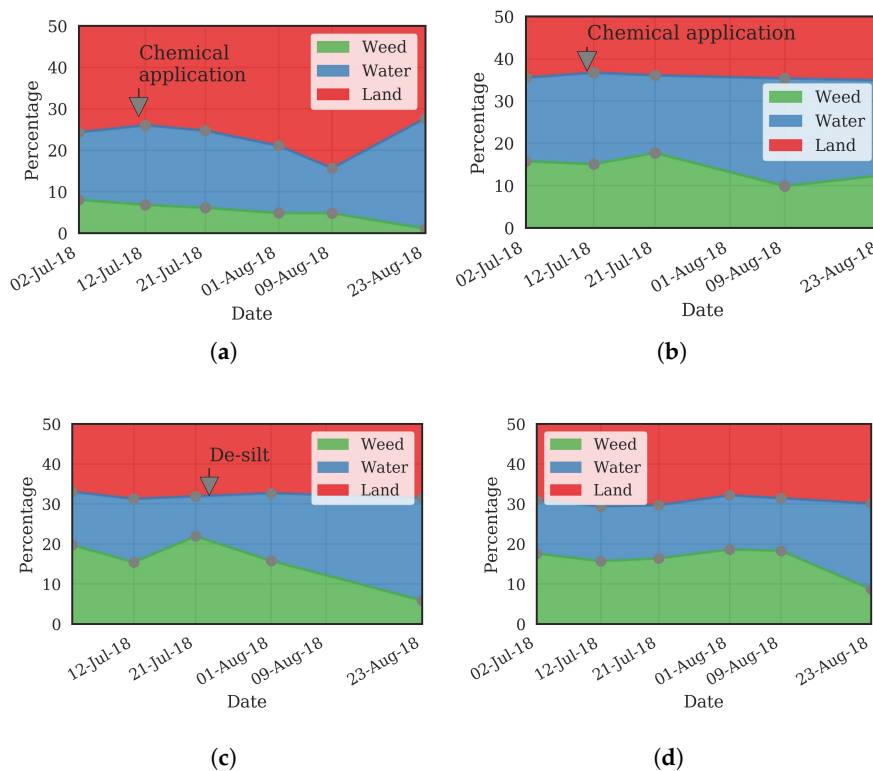 50
40
30
20
10
0
Percentage
Chemical
application
Weed
Water
Land
02-Jul-18
12-Jul-18
21-Jul-18
01-Aug-18
09-Aug-18
23-Aug-18
Date
(a)
50
40
30
20
10
0
Percentage
Chemical application
Weed
Water
Land
02-Jul-18
12-Jul-18
21-Jul-18
01-Aug-18
09-Aug-18
23-Aug-18
Date
(b)
50
40
30
20
10
0
Percentage
De-silt
Weed
Water
Land
12-Jul-18
21-Jul-18
01-Aug-18
09-Aug-18
23-Aug-18
Date
(c)
50
40
30
20
10
0
Percentage
Weed
Water
Land
02-Jul-18
12-Jul-18
21-Jul-18
01-Aug-18
09-Aug-18
23-Aug-18
Date
(d)